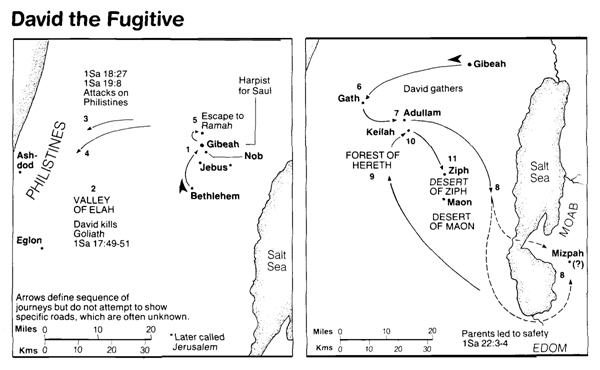 David the Fugitive
1Sa 18:27
1Sa 19:8
Attacks on
Philistines
3
4
PHILISTINES
Ash-
dod
Eglon
2
VALLEY
OF ELAH
David kills
Goliath
1Sa 17:49-51
Harpist
for Saul
5 Escape to
Ramah
1
Gibeah
Nob
Jebus*
Bethlehem
Salt
Sea
Arrows define sequence of
journeys but do not attempt to show
specific roads, which are often unknown.
Miles 0 10 20
Kms 0 10 20 30
*Later called
Jerusalem
Gibeah
6
David gathers
Gath
7 Adullam
Keilah
10
FOREST OF
HERETH
9
11
Ziph
DESERT
OF ZIPH
Maon
DESERT
OF MAON
8
Salt
Sea
MOAB
Mizpah
(?)
8
Parents led to safety
1Sa 22:3-4
EDOM
Miles 0 10 20
Kms 0 10 20 30